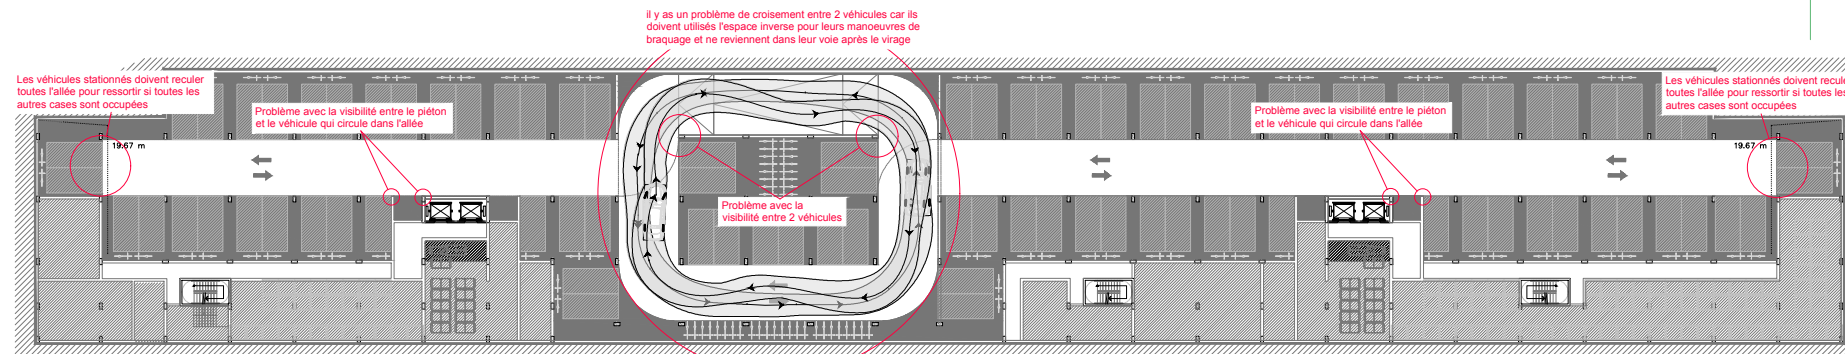 il y as un problème de croisement entre 2 véhicules car ils
doivent utilisés l'espace inverse pour leurs manoeuvres de
braquage et ne reviennent dans leur voie après le virage
Les véhicules stationnés doivent reculer
toutes l'allée pour ressortir si toutes les
autres cases sont occupées
Problème avec la visibilité entre le piéton
et le véhicule qui circule dans l'allée
Problème avec la visibilité entre le piéton
et le véhicule qui circule dans l'allée
Les véhicules stationnés doivent recule
toutes l'allée pour ressortir si toutes les
autres cases sont occupées
19.67 m
19.67 m
Problème avec la
visibilité entre 2 véhicules